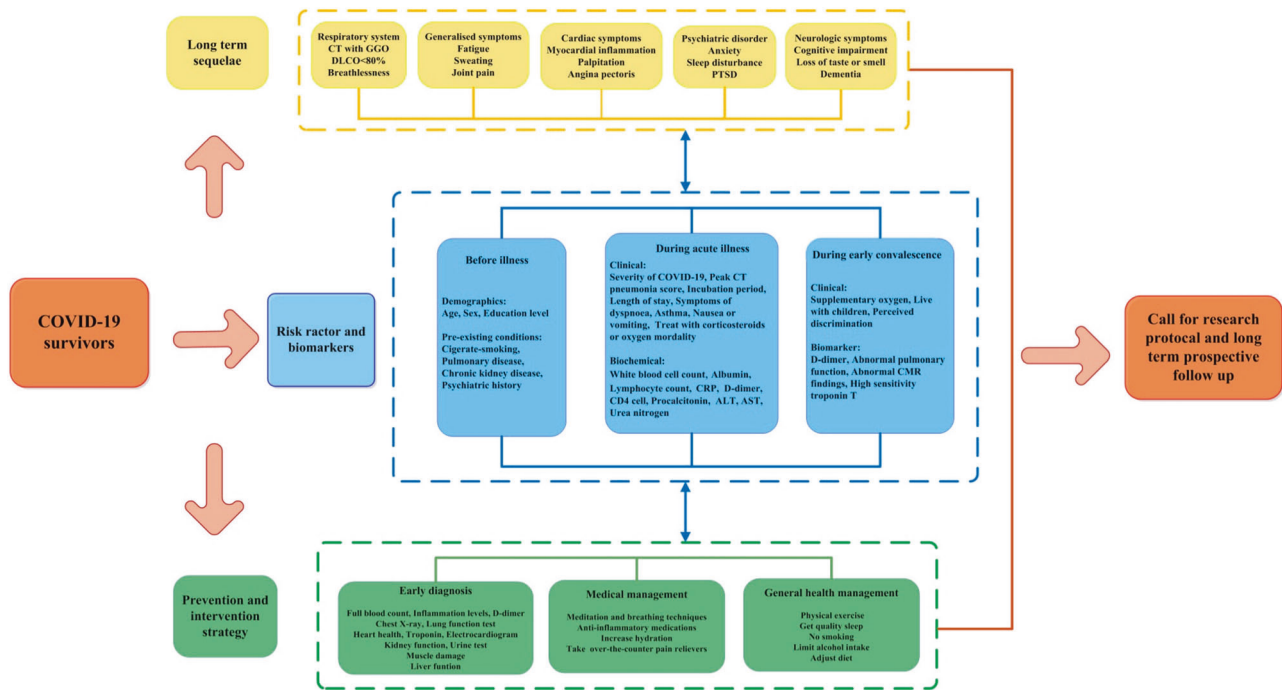 Long term
sequelae
Respiratory system
CT with GGO
DLCO<80%
Breathlessness
Generalised symptoms
Fatigue
Sweating
Joint pain
Cardiac symptoms
Myocardial inflammation
Palpitation
Angina pectoris
Psychiatric disorder
Anxiety
Sleep disturbance
PTSD
Neurologic symptoms
Cognitive impairment
Loss of taste or smell
Dementia
COVID-19
survivors
Risk ractor and
biomarkers
Before illness
Demographics:
Age, Sex, Education level
Pre-existing conditions:
Cigerate-smoking,
Pulmonary disease,
Chronic kidney disease,
Psychiatric history
During acute illness
Clinical:
Severity of COVID-19, Peak CT
pneumonia score, Incubation period,
Length of stay, Symptoms of
dyspnoea, Asthma, Nausea or
vomiting, Treat with corticosteroids
or oxygen mordality
Biochemical:
White blood cell count, Albumin,
Lymphocyte count, CRP, D-dimer,
CD4 cell, Procalcitonin, ALT, AST,
Urea nitrogen
During early convalescence
Clinical:
Supplementary oxygen, Live
with children, Perceived
discrimination
Biomarker:
D-dimer, Abnormal pulmonary
function, Abnormal CMR
findings, High sensitivity
troponin T
Call for research
protocal and long
term prospective
follow up
Prevention and
intervention
strategy
Early diagnosis
Full blood count, Inflammation levels, D-dimer
Chest X-ray, Lung function test
Heart health, Troponin, Electrocardiogram
Kidney function, Urine test
Muscle damage
Liver funtion
Medical management
Meditation and breathing techniques
Anti-inflammatory medications
Increase hydration
Take over-the-counter pain relievers
General health management
Physical exercise
Get quality sleep
No smoking
Limit alcohol intake
Adjust diet